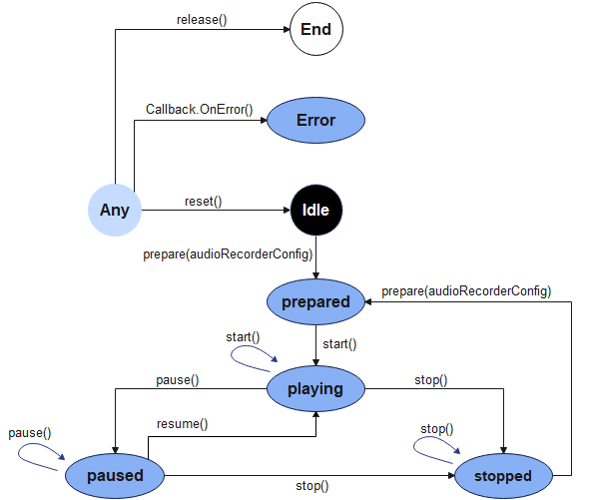 release()
End
Callback.OnError()
Error
Any
reset()
Idle
prepare(audioRecorderConfig)
prepare(audioRecorderConfig)
prepared
start()
start()
pause()
playing
stop()
resume()
pause()
stop()
paused
stop()
stopped